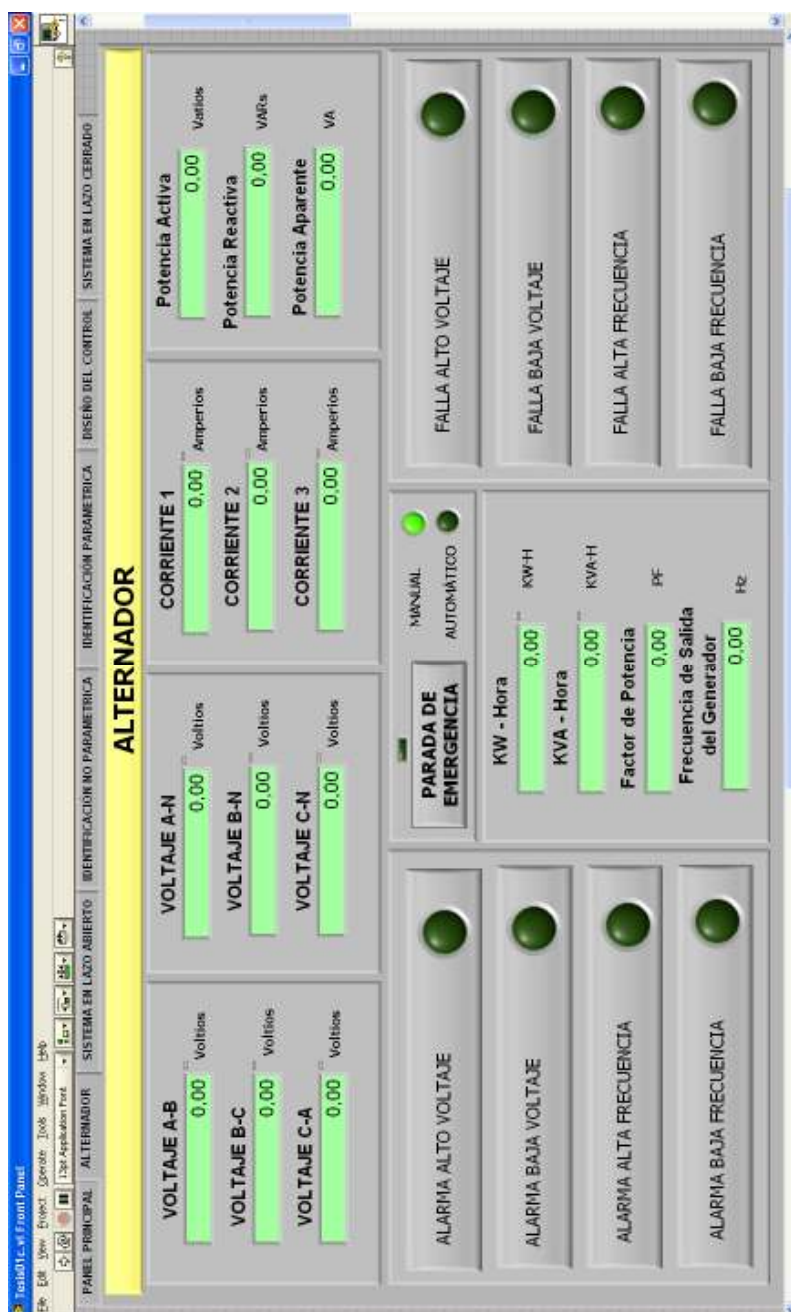 Tesis01c.vi Front Panel
File Edit View Project Operate Tools Window Help
13pt Application Font
PANEL PRINCIPAL ALTERNADOR SISTEMA EN LAZO ABIERTO IDENTIFICACIÓN NO PARAMETRICA IDENTIFICACIÓN PARAMETRICA DISEÑO DEL CONTROL SISTEMA EN LAZO CERRADO
ALTERNADOR
VOLTAJE A-B
0,00 Voltios
VOLTAJE B-C
0,00 Voltios
VOLTAJE C-A
0,00 Voltios
VOLTAJE A-N
0,00 Voltios
VOLTAJE B-N
0,00 Voltios
VOLTAJE C-N
0,00 Voltios
CORRIENTE 1
0,00 Amperios
CORRIENTE 2
0,00 Amperios
CORRIENTE 3
0,00 Amperios
Potencia Activa
0,00 Vatios
Potencia Reactiva
0,00 VARs
Potencia Aparente
0,00 VA
ALARMA ALTO VOLTAJE
ALARMA BAJA VOLTAJE
ALARMA ALTA FRECUENCIA
ALARMA BAJA FRECUENCIA
PARADA DE
EMERGENCIA
MANUAL
AUTOMÁTICO
KW - Hora
0,00 KW-H
KVA - Hora
0,00 KVA-H
Factor de Potencia
0,00 PF
Frecuencia de Salida
del Generador
0,00 Hz
FALLA ALTO VOLTAJE
FALLA BAJA VOLTAJE
FALLA ALTA FRECUENCIA
FALLA BAJA FRECUENCIA